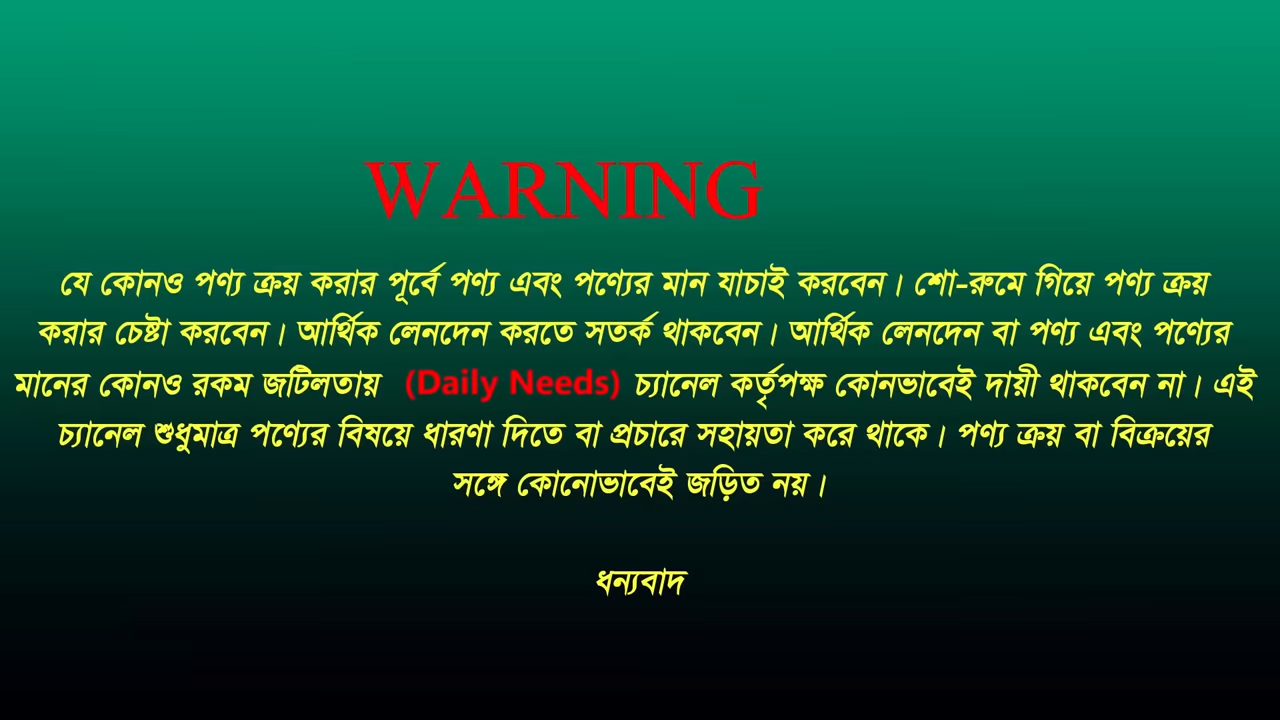 WARNING
যে কোনও পণ্য ক্রয় করার পূর্বে পণ্য এবং পণ্যের মান যাচাই করবেন। শো-রুমে গিয়ে পণ্য ক্রয়
করার চেষ্টা করবেন। আর্থিক লেনদেন করতে সতর্ক থাকবেন। আর্থিক লেনদেন বা পণ্য এবং পণ্যের
মানের কোনও রকম জটিলতায় (Daily Needs) চ্যানেল কর্তৃপক্ষ কোনভাবেই দায়ী থাকবেন না। এই
চ্যানেল শুধুমাত্র পণ্যের বিষয়ে ধারণা দিতে বা প্রচারে সহায়তা করে থাকে। পণ্য ক্রয় বা বিক্রয়ের
সঙ্গে কোনোভাবেই জড়িত নয়।
ধন্যবাদ